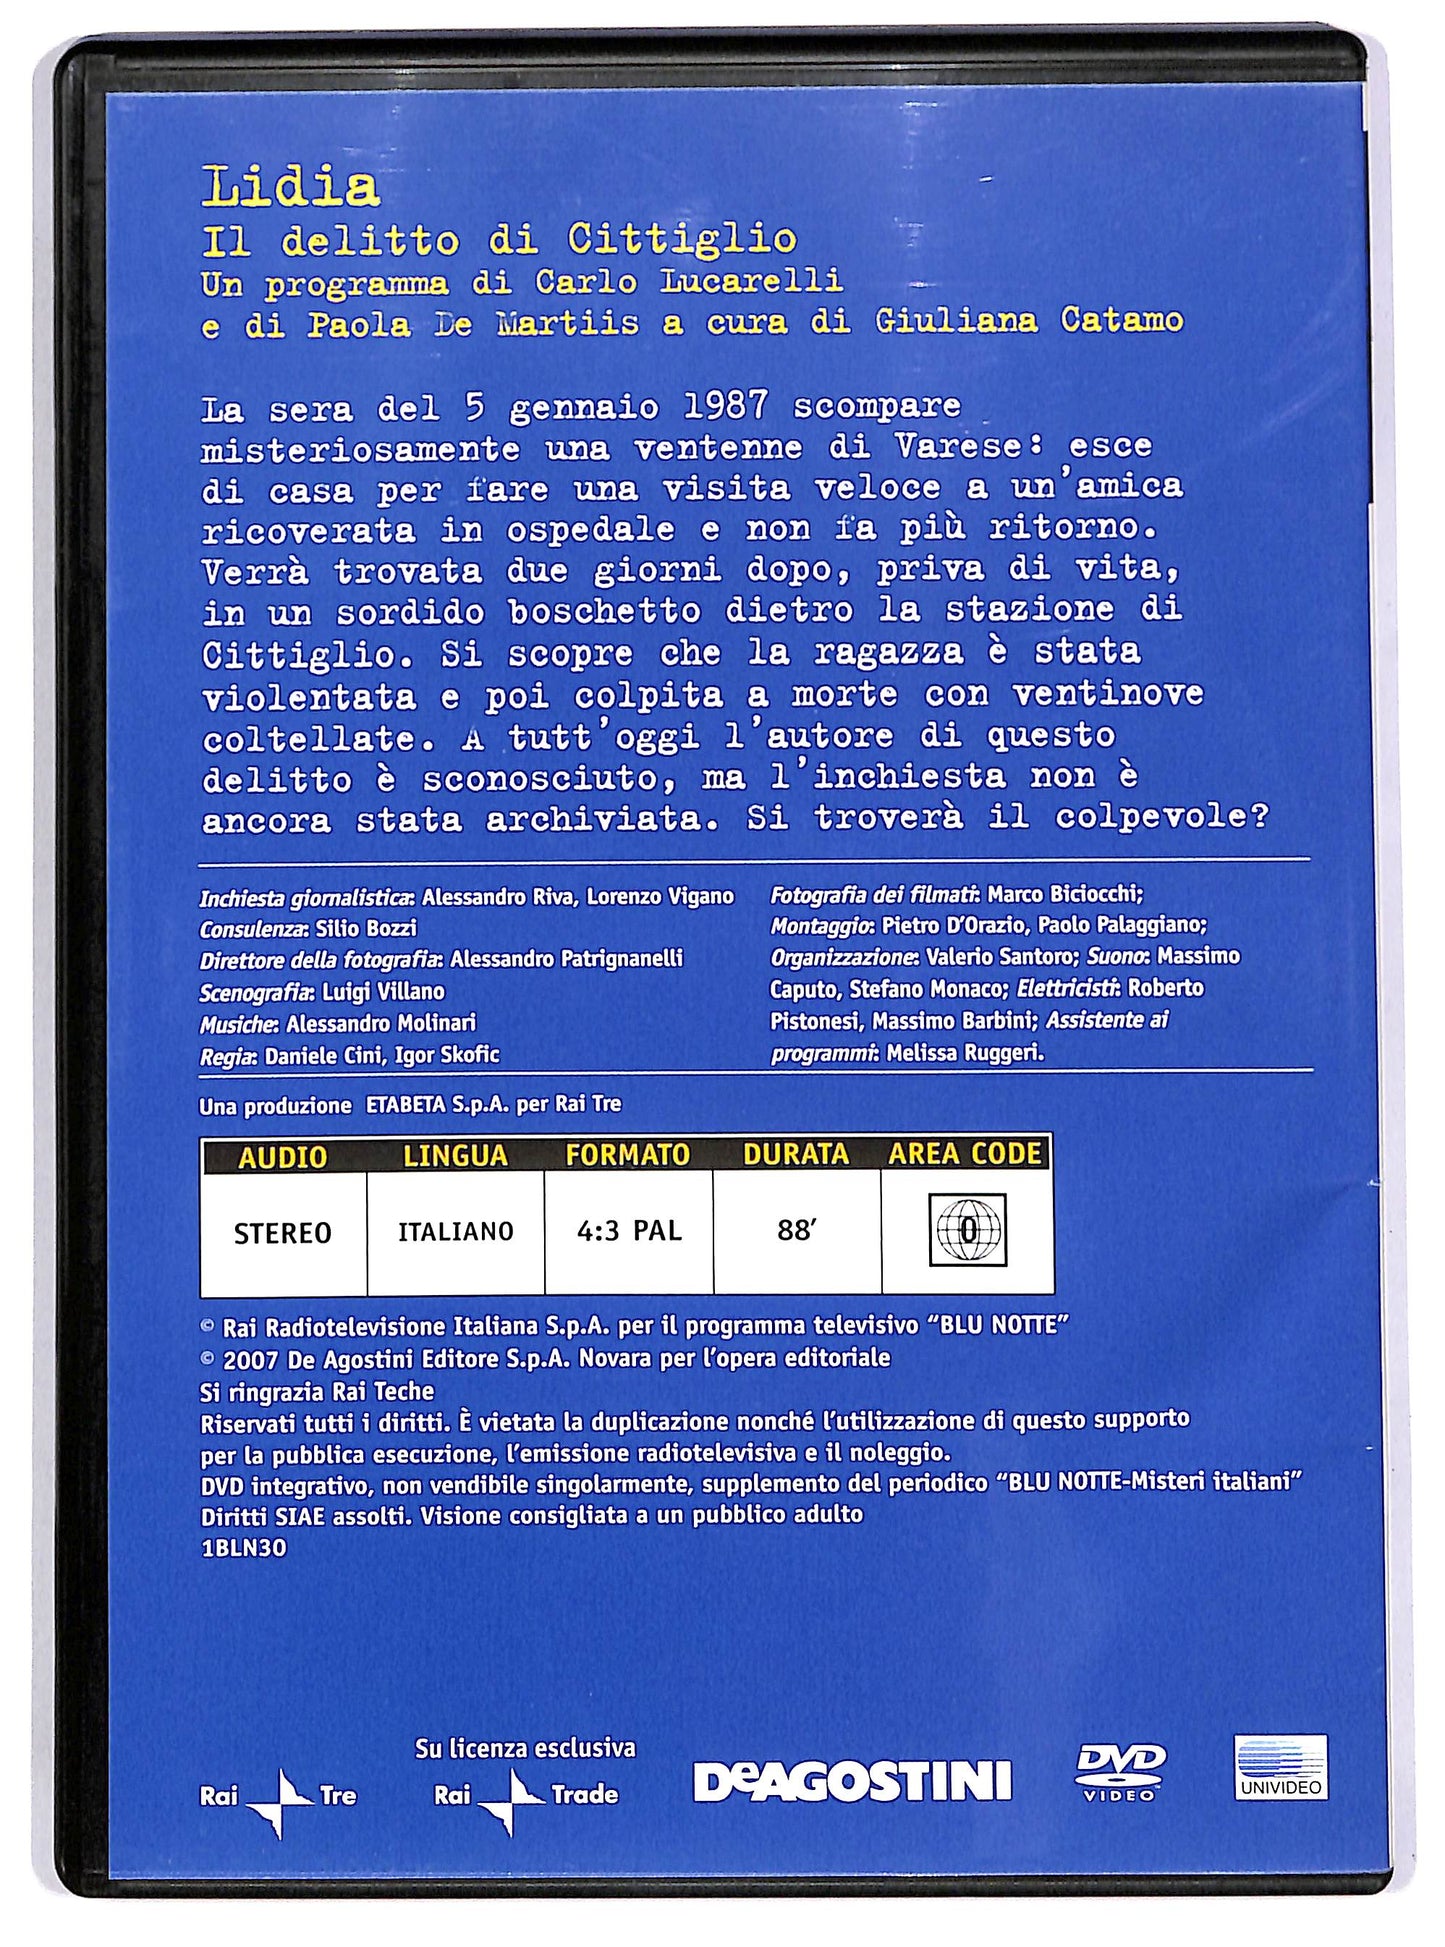 Lidia
Il delitto di Cittiglio
Un programma di Carlo Lucarelli
e di Paola De Martiis a cura di Giuliana Catamo
La sera del 5 gennaio 1987 scompare
misteriosamente una ventenne di Varese: esce
di casa per fare una visita veloce a un'amica
ricoverata in ospedale e non fa più ritorno.
Verrà trovata due giorni dopo, priva di vita,
in un sordido boschetto dietro la stazione di
Cittiglio. Si scopre che la ragazza è stata
violentata e poi colpita a morte con ventinove
coltellate. A tutt'oggi l'autore di questo
delitto è sconosciuto, ma l'inchiesta non è
ancora stata archiviata. Si troverà il colpevole?
Inchiesta giornalistica: Alessandro Riva, Lorenzo Vigano
Consulenza: Silio Bozzi
Direttore della fotografia: Alessandro Patrignanelli
Scenografia: Luigi Villano
Musiche: Alessandro Molinari
Regia: Daniele Cini, Igor Skofic
Fotografia dei filmati: Marco Biciocchi;
Montaggio: Pietro D'Orazio, Paolo Palaggiano;
Organizzazione: Valerio Santoro; Suono: Massimo
Caputo, Stefano Monaco; Elettricisti: Roberto
Pistonesi, Massimo Barbini; Assistente ai
programmi: Melissa Ruggeri.
Una produzione ETABETA S.p.A. per Rai Tre
AUDIO LINGUA FORMATO DURATA AREA CODE
STEREO ITALIANO 4:3 PAL 88' 0
© Rai Radiotelevisione Italiana S.p.A. per il programma televisivo "BLU NOTTE"
© 2007 De Agostini Editore S.p.A. Novara per l'opera editoriale
Si ringrazia Rai Teche
Riservati tutti i diritti. È vietata la duplicazione nonché l'utilizzazione di questo supporto
per la pubblica esecuzione, l'emissione radiotelevisiva e il noleggio.
DVD integrativo, non vendibile singolarmente, supplemento del periodico "BLU NOTTE-Misteri italiani"
Diritti SIAE assolti. Visione consigliata a un pubblico adulto
1BLN30
Su licenza esclusiva
Rai Tre
Rai Trade
DeAGOSTINI
DVD
VIDEO
UNIVIDEO